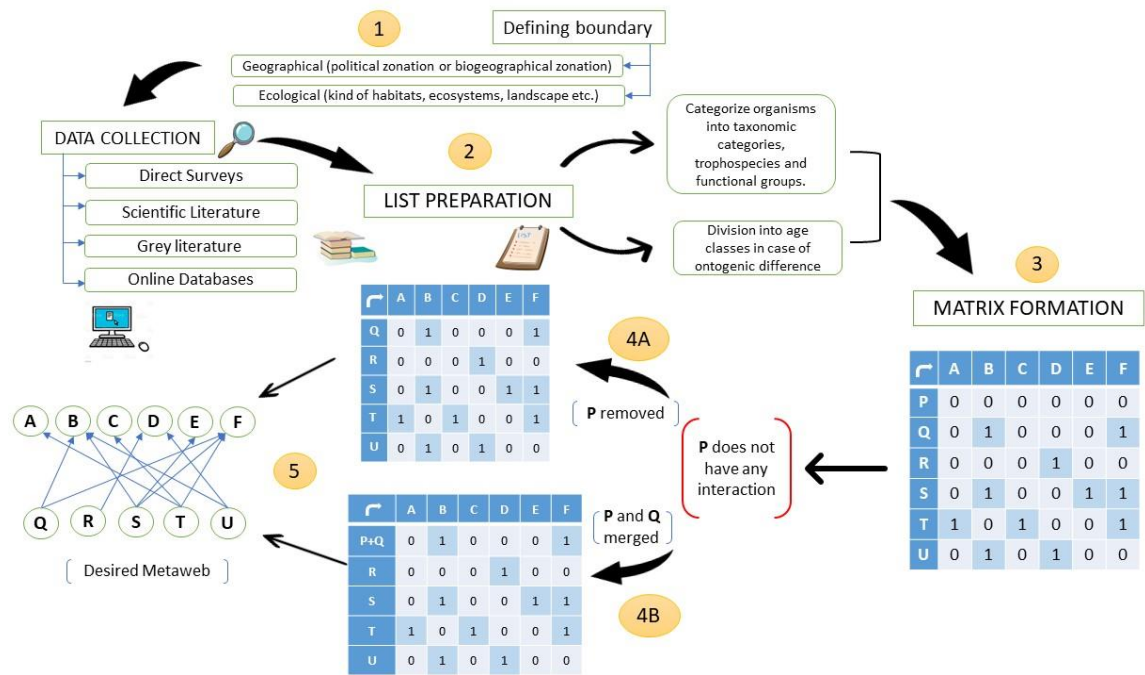 1
Defining boundary
Geographical (political zonation or biogeographical zonation)
Ecological (kind of habitats, ecosystems, landscape etc.)
DATA COLLECTION
Direct Surveys
Scientific Literature
Grey literature
Online Databases
2
LIST PREPARATION
LIST
Categorize organisms
into taxonomic
categories,
trophospecies and
functional groups.
Division into age
classes in case of
ontogenic difference
3
MATRIX FORMATION
A B C D E F
P 0 0 0 0 0 0
Q 0 1 0 0 0 1
R 0 0 0 1 0 0
S 0 1 0 0 1 1
T 1 0 1 0 0 1
U 0 1 0 1 0 0
P does not
have any
interaction
4A
P removed
A B C D E F
Q 0 1 0 0 0 1
R 0 0 0 1 0 0
S 0 1 0 0 1 1
T 1 0 1 0 0 1
U 0 1 0 1 0 0
P and Q
merged
4B
A B C D E F
P+Q 0 1 0 0 0 1
R 0 0 0 1 0 0
S 0 1 0 0 1 1
T 1 0 1 0 0 1
U 0 1 0 1 0 0
5
A B C D E F
Q R S T U
Desired Metaweb